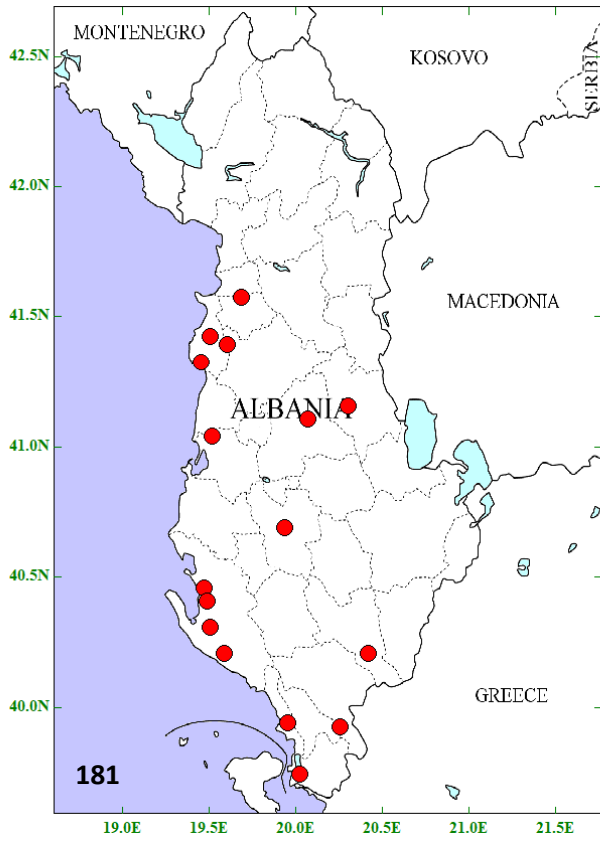 MONTENEGRO
KOSOVO
SERBIA
42.5N
42.0N
41.5N
MACEDONIA
ALBANIA
41.0N
40.5N
40.0N
GREECE
181
19.0E 19.5E 20.0E 20.5E 21.0E 21.5E